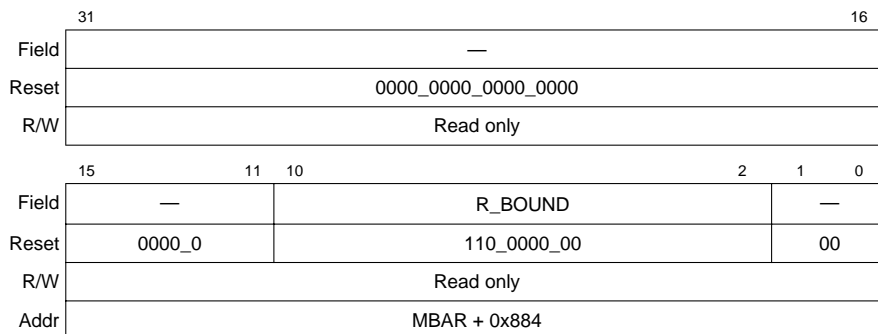 31 16
Field —
Reset 0000_0000_0000_0000
R/W Read only
15 11 10 2 1 0
Field — R_BOUND —
Reset 0000_0 110_0000_00 00
R/W Read only
Addr MBAR + 0x884